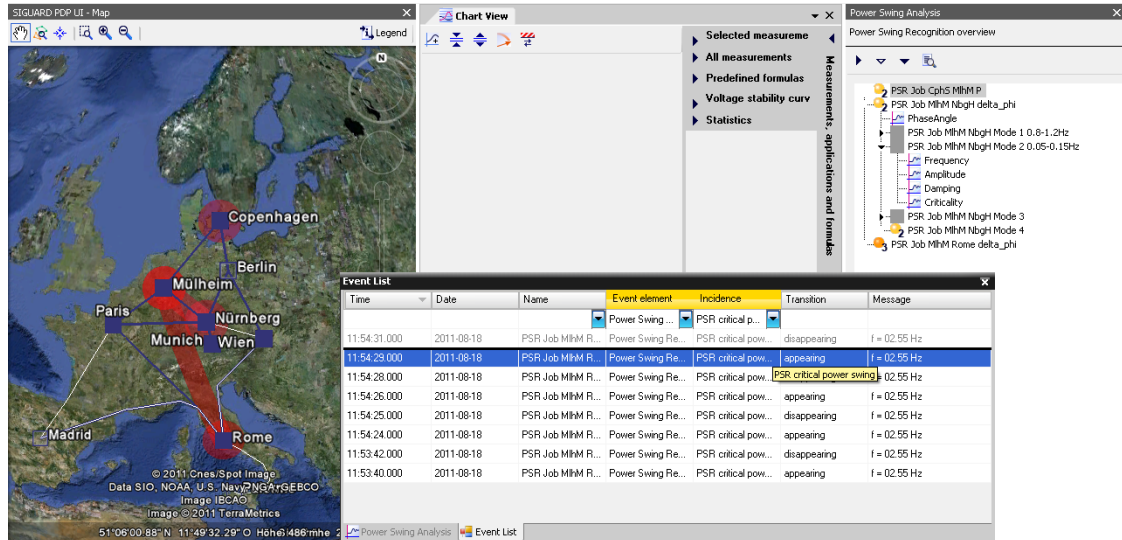 SIGUARD PDP UI - Map
Legend
N
Copenhagen
Berlin
Mülheim
Paris
Nürnberg
Munich
Wien
Madrid
Rome
© 2011 Cnes/Spot Image
Data SIO, NOAA, U.S. Navy, NGA, GEBCO
Image IBCAO
Image © 2011 TerraMetrics
51°06'00.88" N 11°49'32.29" O
Chart View
Selected measureme
All measurements
Predefined formulas
Voltage stability curv
Statistics
Measurements, applications and formulas
Power Swing Analysis
Power Swing Recognition overview
2 PSR Job CphS MlhM P
2 PSR Job MlhM NbgH delta_phi
PhaseAngle
PSR Job MlhM NbgH Mode 1 0.8-1.2Hz
PSR Job MlhM NbgH Mode 2 0.05-0.15Hz
Frequency
Amplitude
Damping
Criticality
PSR Job MlhM NbgH Mode 3
2 PSR Job MlhM NbgH Mode 4
3 PSR Job MlhM Rome delta_phi
Event List
Time Date Name Event element Incidence Transition Message
Power Swing ... PSR critical p...
11:54:31.000 2011-08-18 PSR Job MlhM R... Power Swing Re... PSR critical pow... disappearing f = 02.55 Hz
11:54:29.000 2011-08-18 PSR Job MlhM R... Power Swing Re... PSR critical pow... appearing f = 02.55 Hz
PSR critical power swing
11:54:28.000 2011-08-18 PSR Job MlhM R... Power Swing Re... PSR critical pow... = 02.55 Hz
11:54:26.000 2011-08-18 PSR Job MlhM R... Power Swing Re... PSR critical pow... appearing f = 02.55 Hz
11:54:25.000 2011-08-18 PSR Job MlhM R... Power Swing Re... PSR critical pow... disappearing f = 02.55 Hz
11:54:24.000 2011-08-18 PSR Job MlhM R... Power Swing Re... PSR critical pow... appearing f = 02.55 Hz
11:53:42.000 2011-08-18 PSR Job MlhM R... Power Swing Re... PSR critical pow... disappearing f = 02.55 Hz
11:53:40.000 2011-08-18 PSR Job MlhM R... Power Swing Re... PSR critical pow... appearing f = 02.55 Hz
Power Swing Analysis Event List